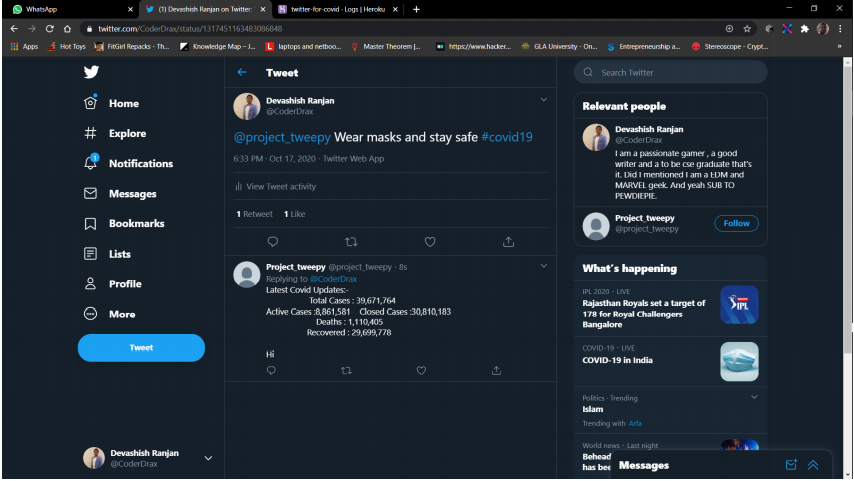 WhatsApp
(1) Devashish Ranjan on Twitter:
twitter-for-covid · Logs | Heroku
twitter.com/CoderDrax/status/1317451163483086848
Apps
Hot Toys
FitGirl Repacks - Th...
Knowledge Map – J...
laptops and netboo...
Master Theorem |...
https://www.hacker...
GLA University - On...
Entrepreneurship a...
Stereoscope - Crypt...
Home
Explore
1
Notifications
Messages
Bookmarks
Lists
Profile
More
Tweet
Devashish Ranjan
@CoderDrax
Tweet
Devashish Ranjan
@CoderDrax
@project_tweepy Wear masks and stay safe #covid19
6:33 PM · Oct 17, 2020 · Twitter Web App
View Tweet activity
1 Retweet 1 Like
Project_tweepy @project_tweepy · 8s
Replying to @CoderDrax
Latest Covid Updates:-
Total Cases : 39,671,764
Active Cases :8,861,581 Closed Cases :30,810,183
Deaths : 1,110,405
Recovered : 29,699,778
Hi
Search Twitter
Relevant people
Devashish Ranjan
@CoderDrax
I am a passionate gamer , a good
writer and a to be cse graduate that's
it. Did I mentioned I am a EDM and
MARVEL geek. And yeah SUB TO
PEWDIEPIE.
Project_tweepy
@project_tweepy
Follow
What's happening
IPL 2020 · LIVE
Rajasthan Royals set a target of
178 for Royal Challengers
Bangalore
IPL
COVID-19 · LIVE
COVID-19 in India
Politics · Trending
Islam
Trending with Arfa
World news · Last night
Behead
has bee
Messages